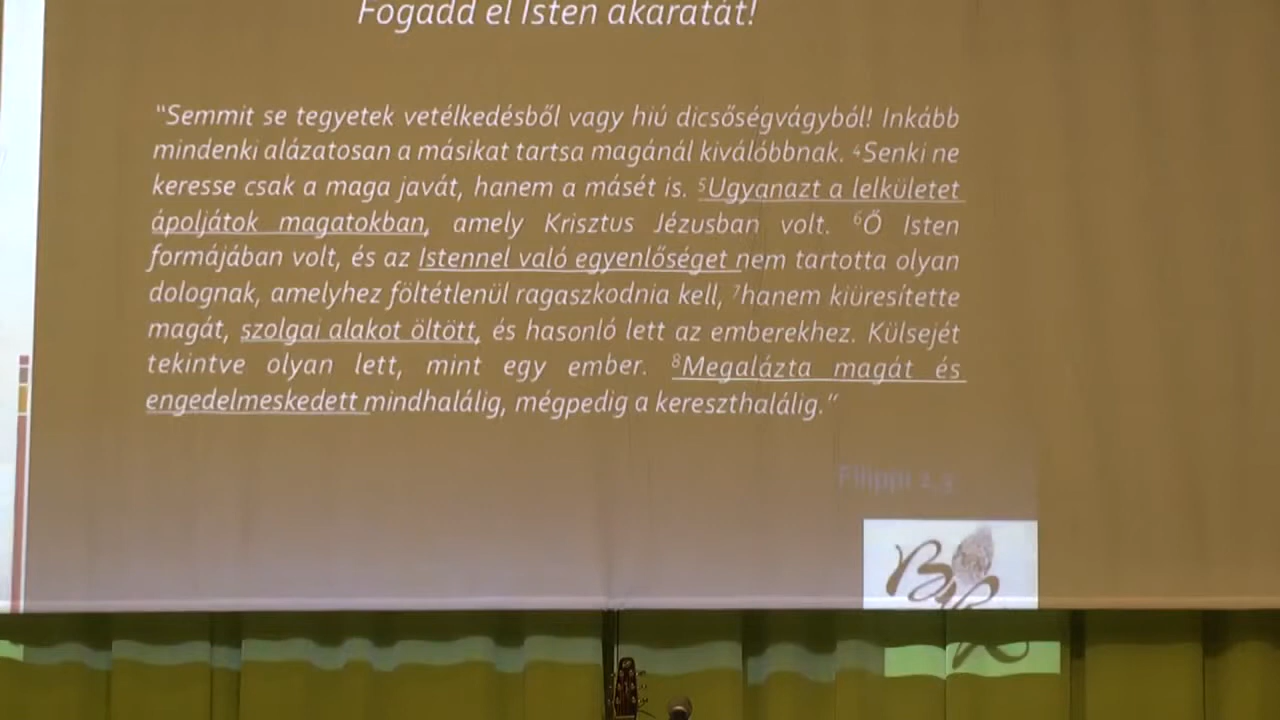 Fogadd el Isten akaratát!
"Semmit se tegyetek vetélkedésből vagy hiú dicsőségvágyból! Inkább
mindenki alázatosan a másikat tartsa magánál kiválóbbnak. ⁴Senki ne
keresse csak a maga javát, hanem a másét is. ⁵Ugyanazt a lelkületet
ápoljátok magatokban, amely Krisztus Jézusban volt. ⁶Ő Isten
formájában volt, és az Istennel való egyenlőséget nem tartotta olyan
dolognak, amelyhez föltétlenül ragaszkodnia kell, ⁷hanem kiüresítette
magát, szolgai alakot öltött, és hasonló lett az emberekhez. Külsejét
tekintve olyan lett, mint egy ember. ⁸Megalázta magát és
engedelmeskedett mindhalálig, mégpedig a kereszthalálig."
Filippi